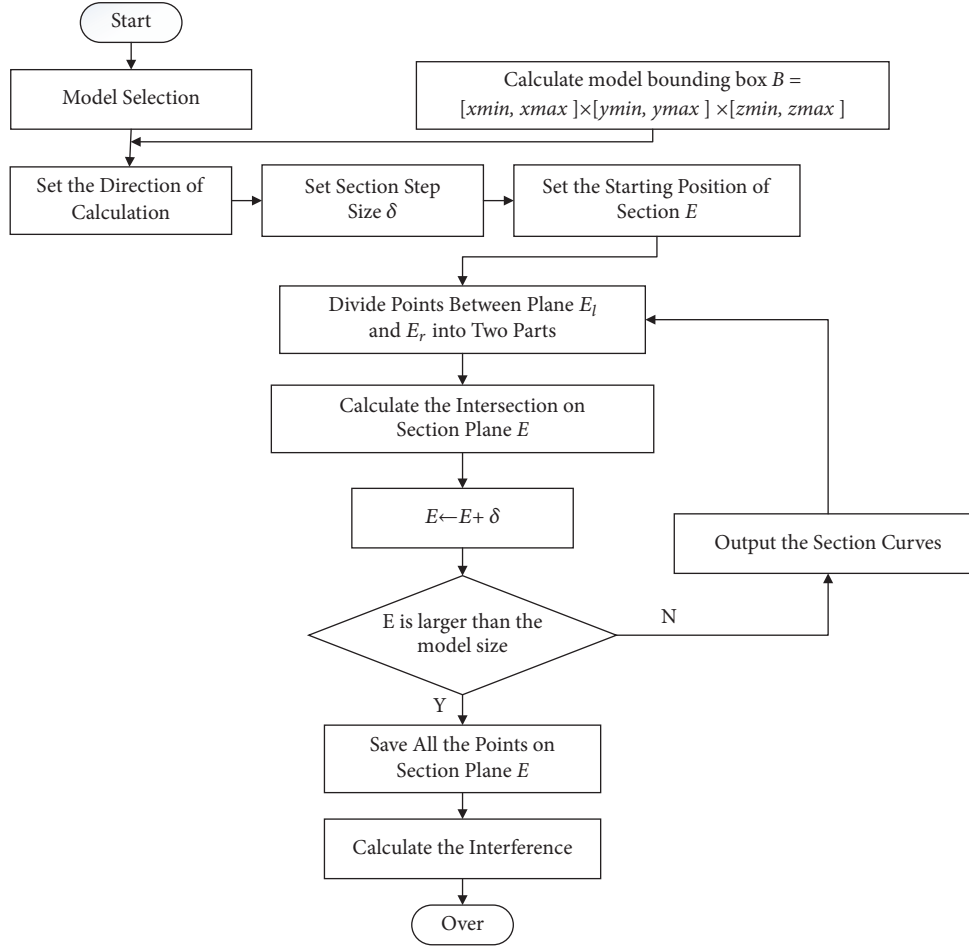 Start
Model Selection
Calculate model bounding box B =
[xmin, xmax ]×[ymin, ymax ] ×[zmin, zmax ]
Set the Direction of
Calculation
Set Section Step
Size δ
Set the Starting Position of
Section E
Divide Points Between Plane E_l
and E_r into Two Parts
Calculate the Intersection on
Section Plane E
E←E+ δ
Output the Section Curves
E is larger than the
model size
N
Y
Save All the Points on
Section Plane E
Calculate the Interference
Over